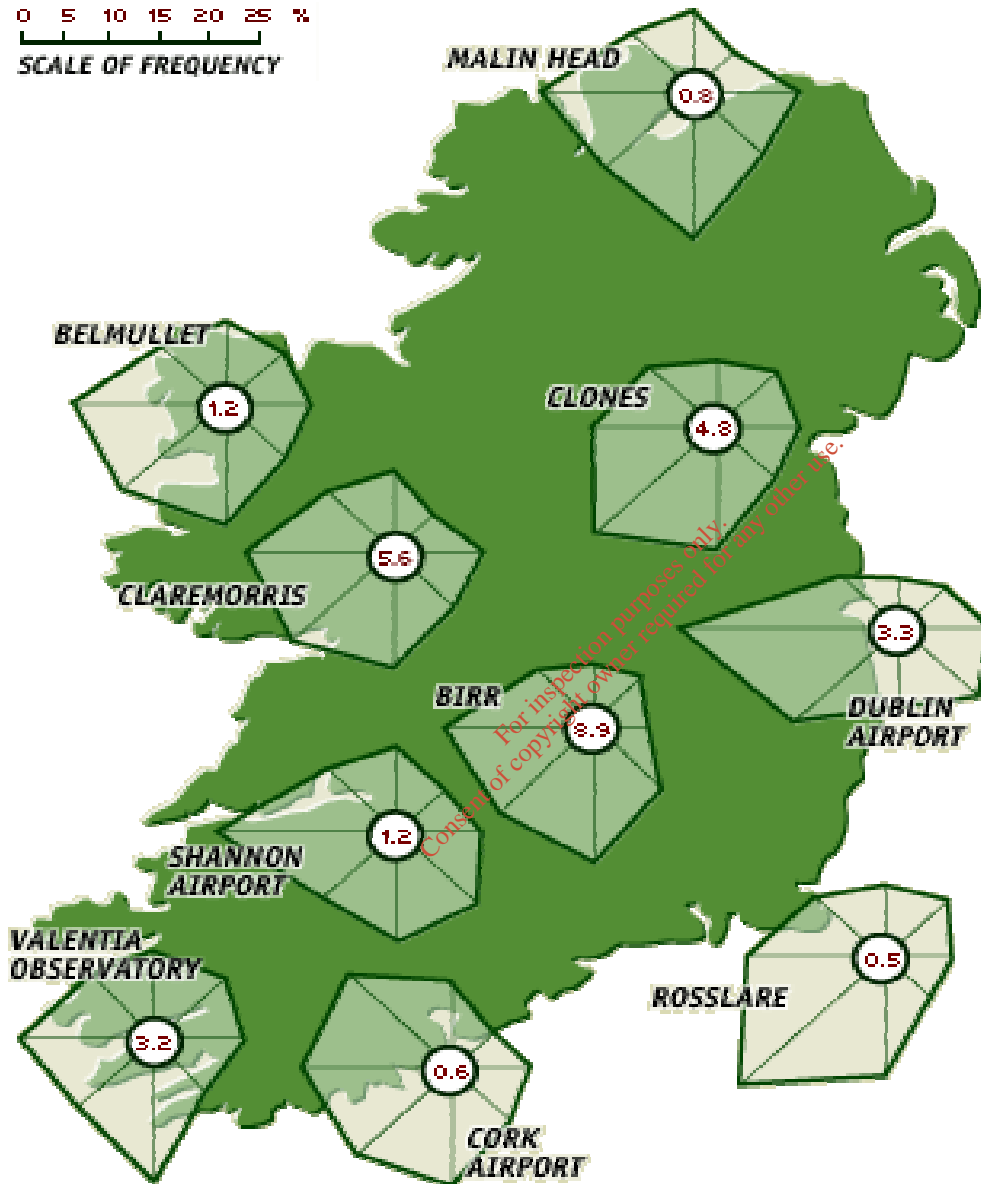 0 5 10 15 20 25 %
SCALE OF FREQUENCY
MALIN HEAD
0.8
BELMULLET
1.2
CLONES
4.8
CLAREMORRIS
5.6
3.3
DUBLIN
AIRPORT
BIRR
8.9
For inspection purposes only.
Consent of copyright owner required for any other use.
1.2
SHANNON
AIRPORT
VALENTIA
OBSERVATORY
3.2
ROSSLARE
0.5
0.6
CORK
AIRPORT